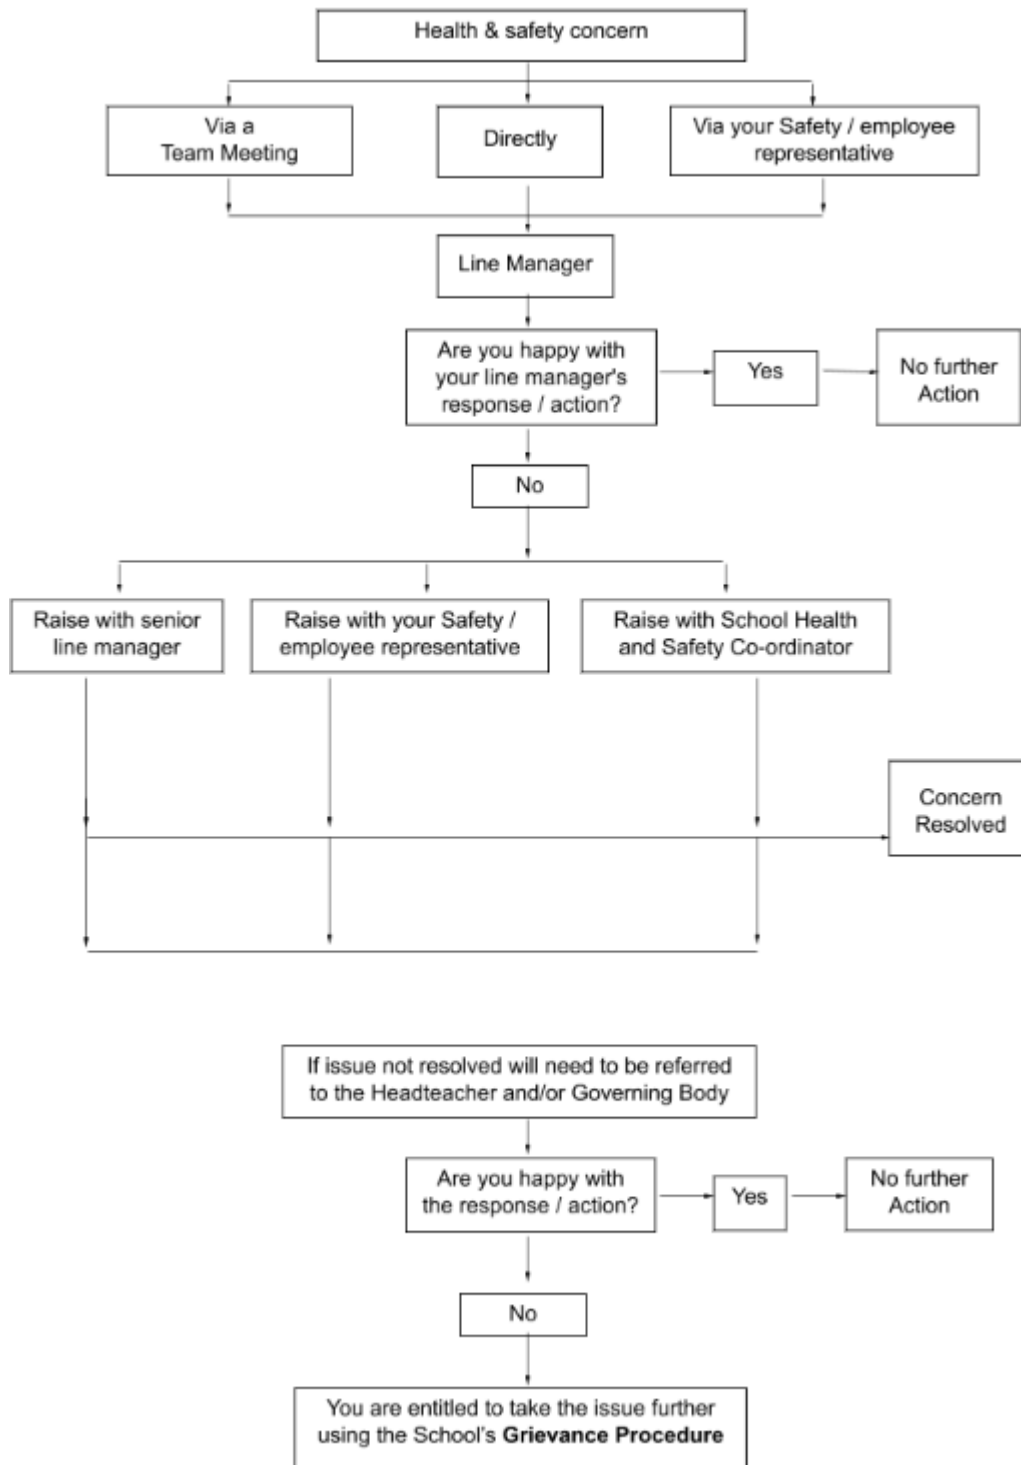 Health & safety concern
Via a
Team Meeting
Directly
Via your Safety / employee
representative
Line Manager
Are you happy with
your line manager's
response / action?
Yes
No further
Action
No
Raise with senior
line manager
Raise with your Safety /
employee representative
Raise with School Health
and Safety Co-ordinator
Concern
Resolved
If issue not resolved will need to be referred
to the Headteacher and/or Governing Body
Are you happy with
the response / action?
Yes
No further
Action
No
You are entitled to take the issue further
using the School's Grievance Procedure